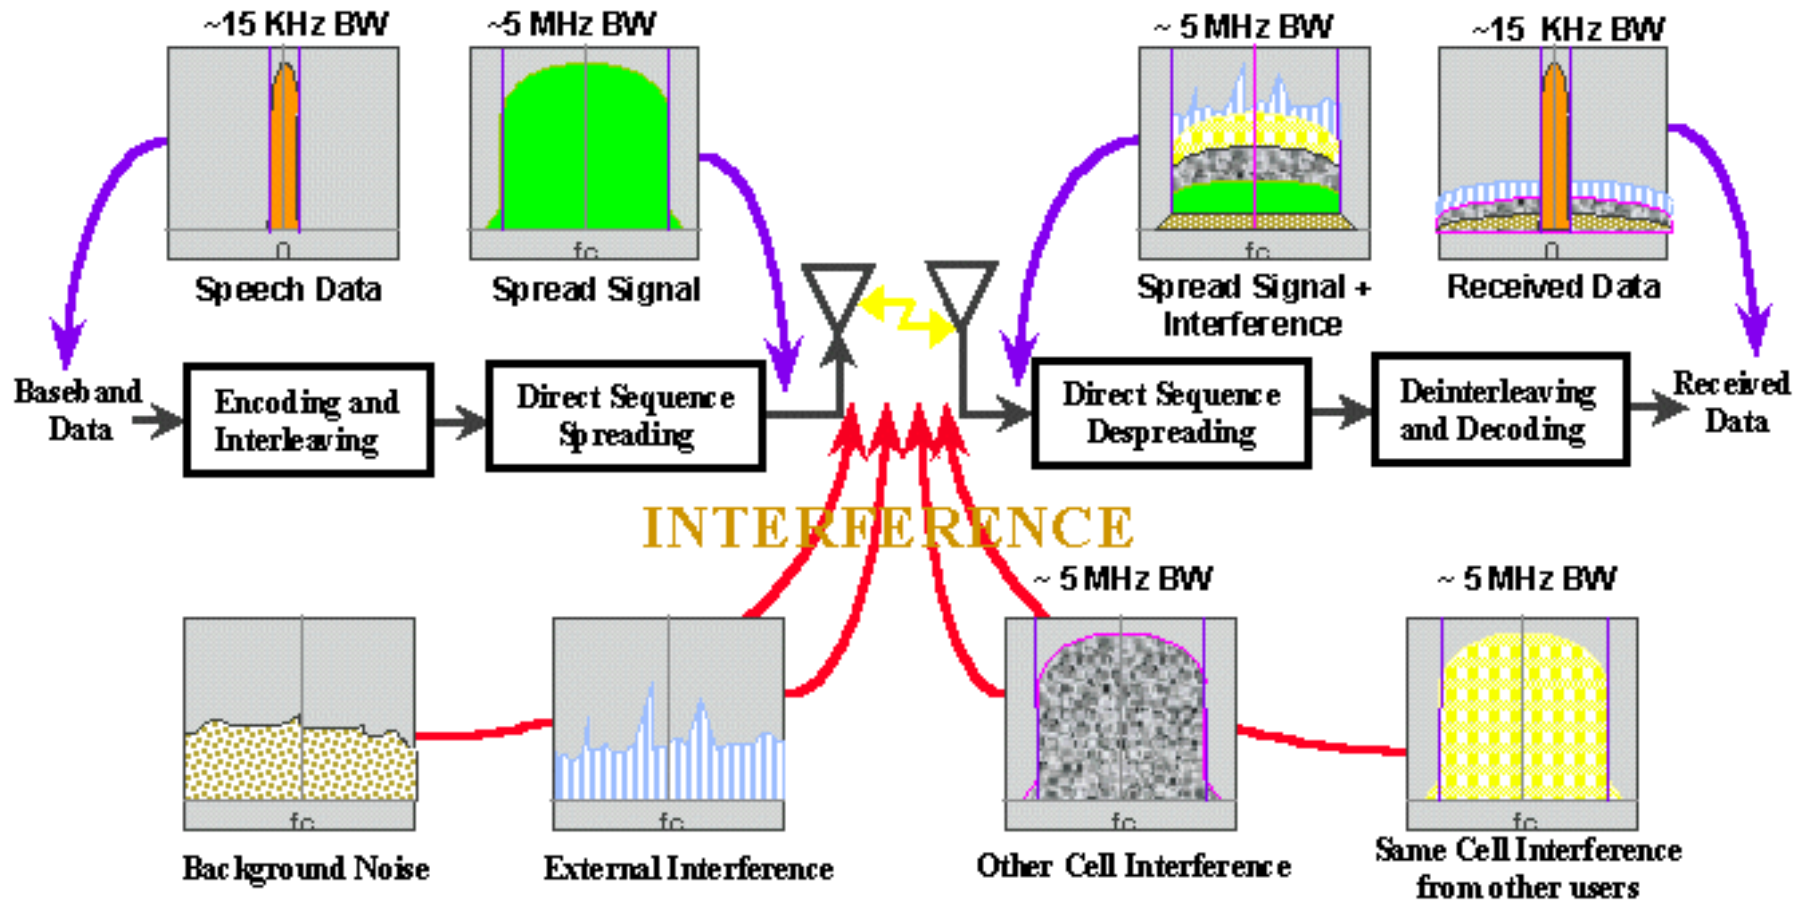 ~15 KHz BW
~5 MHz BW
~ 5 MHz BW
~15 KHz BW
0
fc
fc
0
Speech Data
Spread Signal
Spread Signal +
Interference
Received Data
Baseband
Data
Encoding and
Interleaving
Direct Sequence
Spreading
Direct Sequence
Despreading
Deinterleaving
and Decoding
Received
Data
INTERFERENCE
~ 5 MHz BW
~ 5 MHz BW
fc
fc
fc
fc
Background Noise
External Interference
Other Cell Interference
Same Cell Interference
from other users